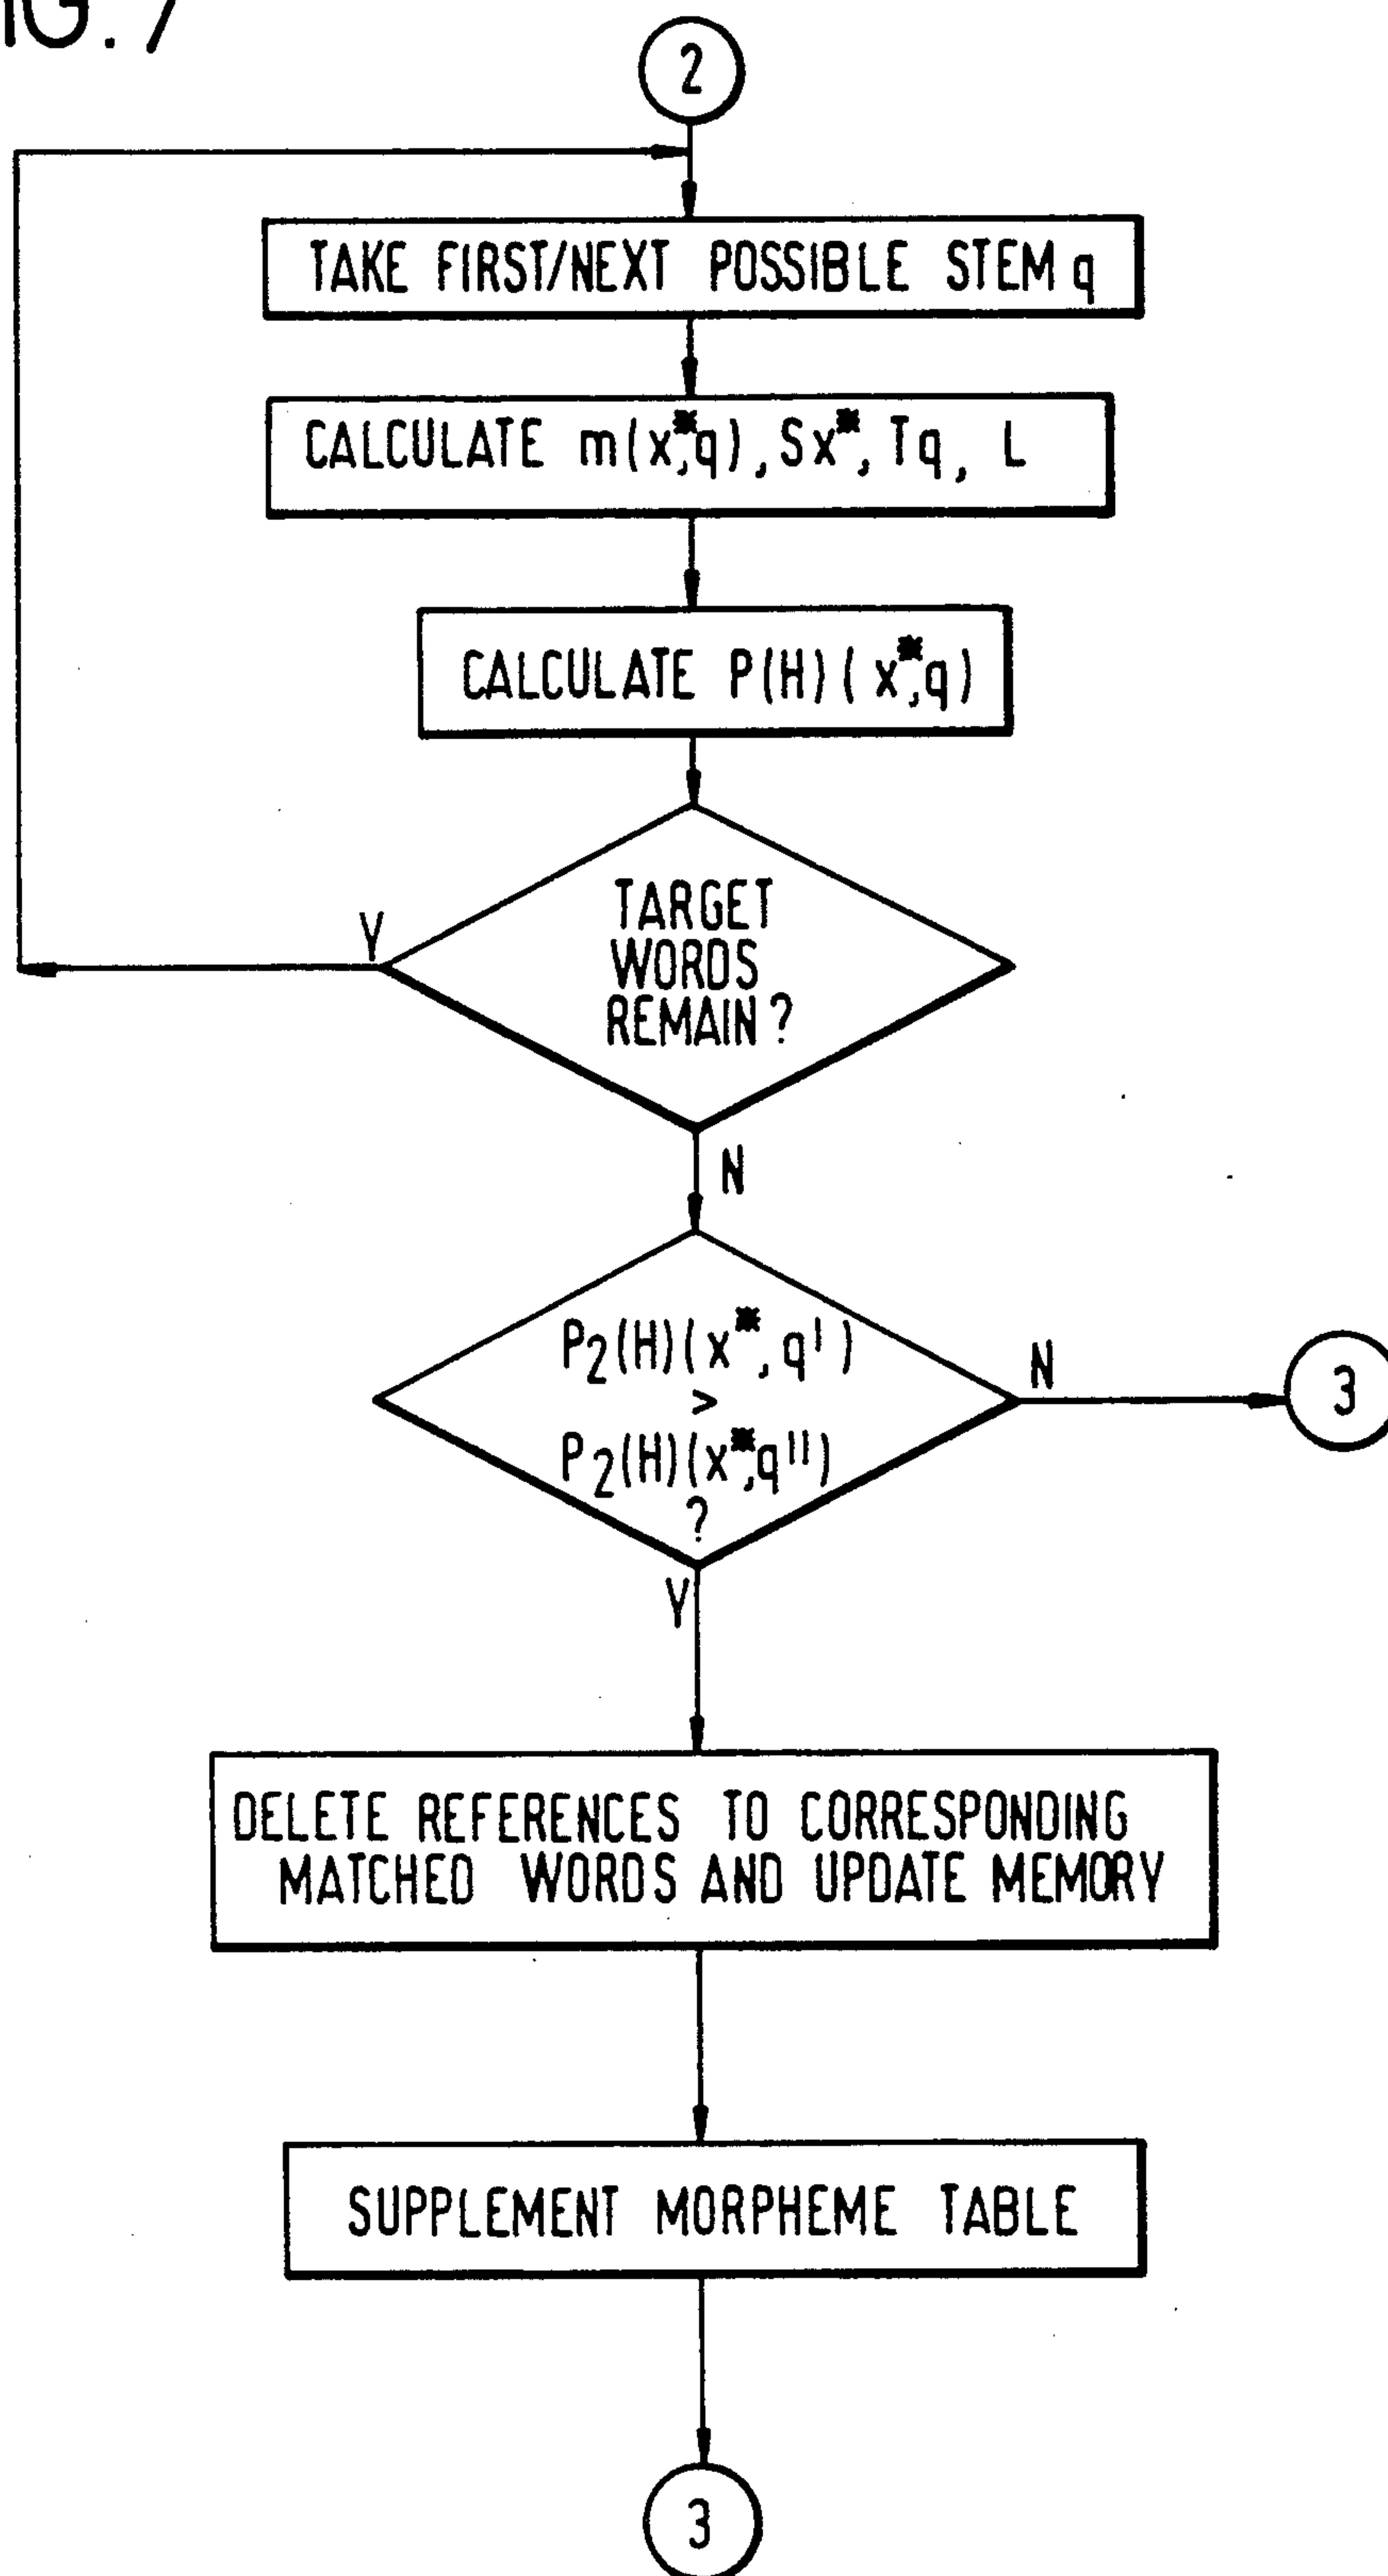 IG. 7
2
TAKE FIRST/NEXT POSSIBLE STEM q
CALCULATE m(x*,q), Sx*, Tq, L
CALCULATE P(H)(x*,q)
TARGET
WORDS
REMAIN?
Y
N
P2(H)(x*, q')
>
P2(H)(x*,q'')
?
N
3
Y
DELETE REFERENCES TO CORRESPONDING
MATCHED WORDS AND UPDATE MEMORY
SUPPLEMENT MORPHEME TABLE
3